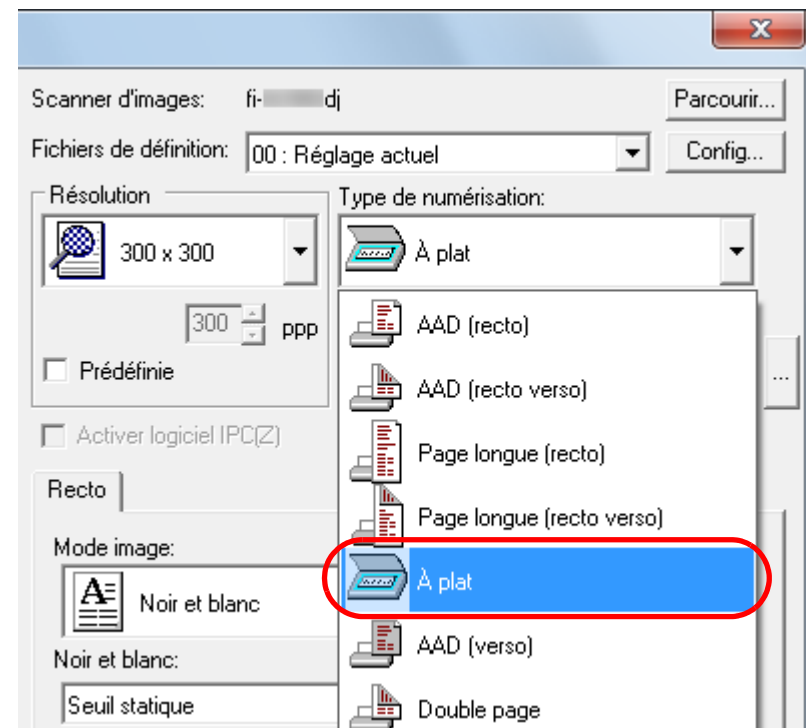 Scanner d'images: fi- dj Parcourir...
Fichiers de définition: 00 : Réglage actuel Config...
Résolution
Type de numérisation:
300 x 300
À plat
300 ppp
AAD (recto)
Prédéfinie
...
AAD (recto verso)
Activer logiciel IPC(Z)
Page longue (recto)
Recto
Page longue (recto verso)
Mode image:
À plat
Noir et blanc
AAD (verso)
Noir et blanc:
Seuil statique
Double page